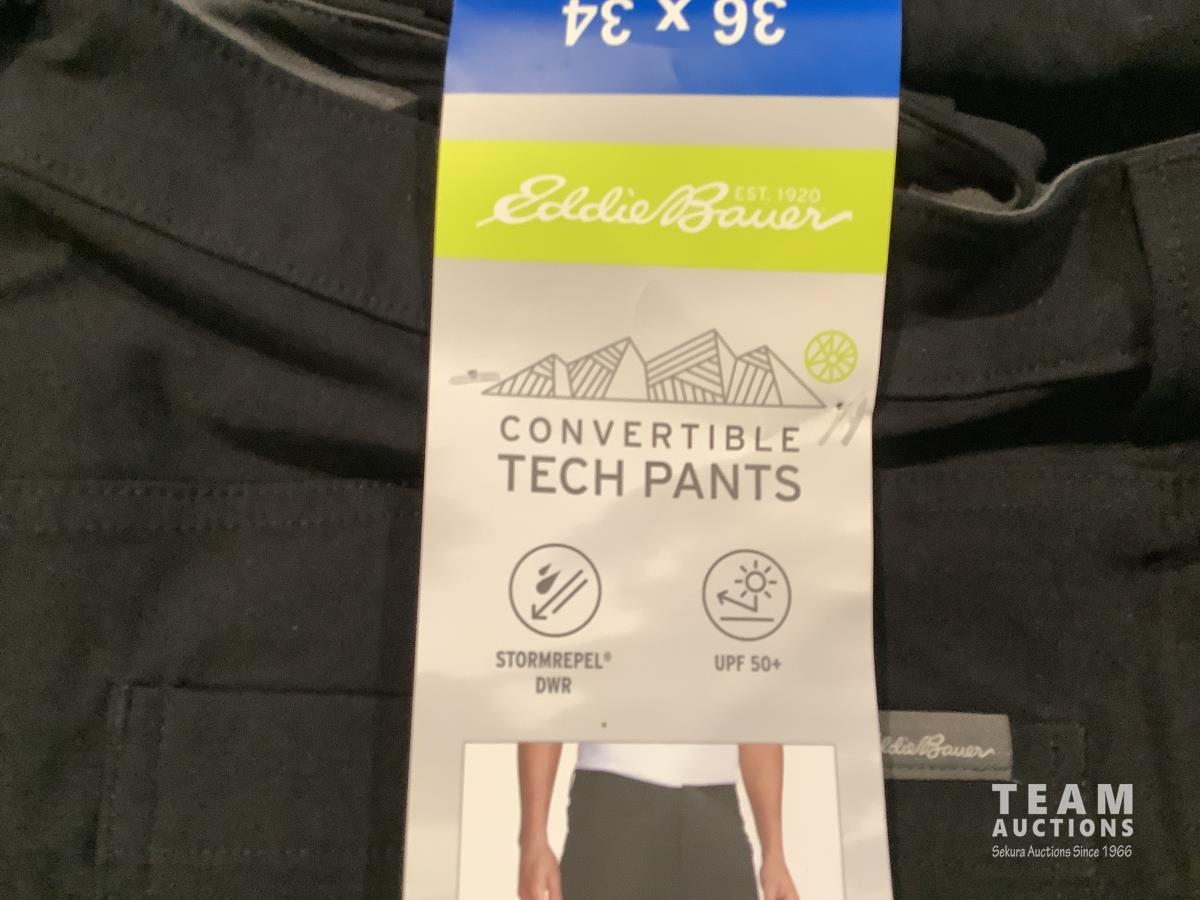 36 x 34
Eddie Bauer
EST. 1920
CONVERTIBLE
TECH PANTS
STORMREPEL®
DWR
UPF 50+
Eddie Bauer
TEAM
AUCTIONS
Sekura Auctions Since 1966